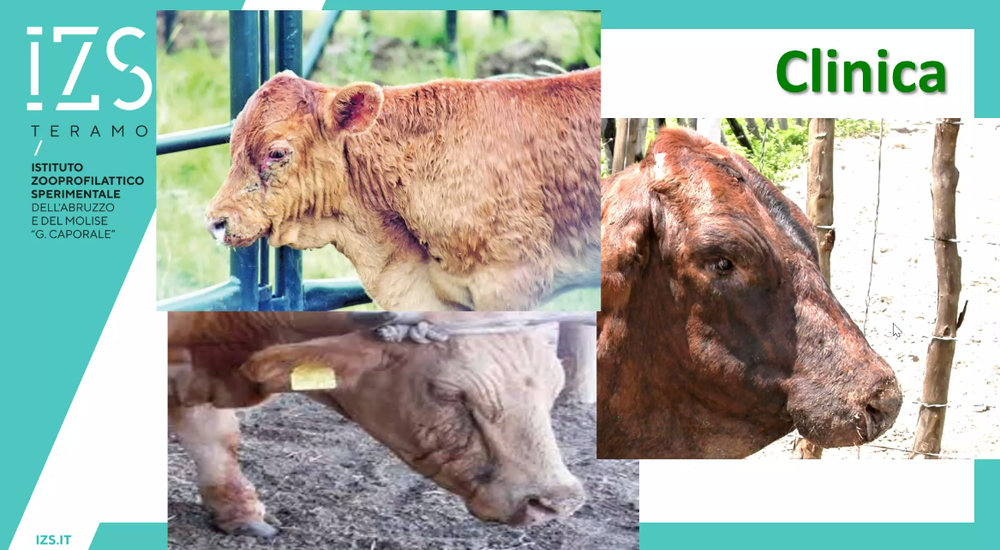 IZS
TERAMO
/
ISTITUTO
ZOOPROFILATTICO
SPERIMENTALE
DELL'ABRUZZO
E DEL MOLISE
"G. CAPORALE"
Clinica
IZS.IT